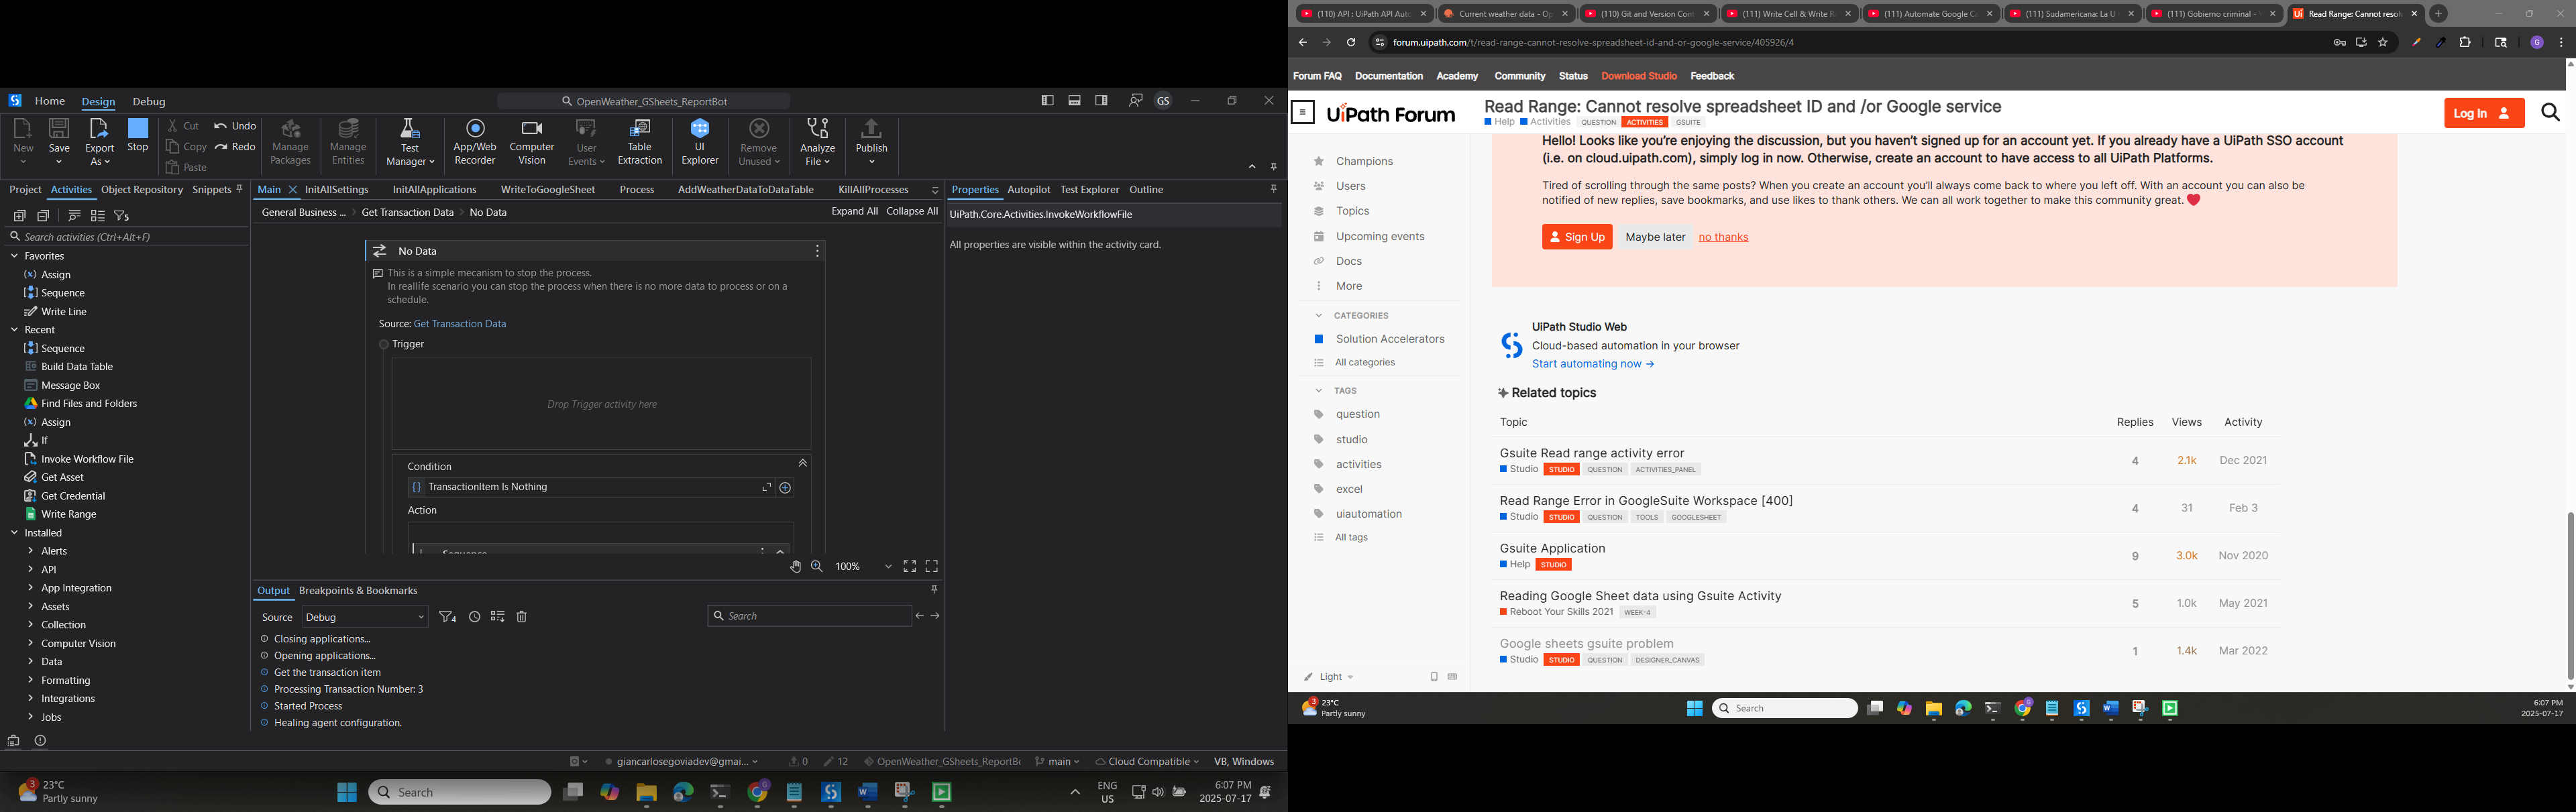 Home Design Debug
OpenWeather_GSheets_ReportBot
GS
New Save Export As Stop
Cut Undo
Copy Redo
Paste
Manage Packages
Manage Entities
Test Manager
App/Web Recorder
Computer Vision
User Events
Table Extraction
UI Explorer
Remove Unused
Analyze File
Publish
Project Activities Object Repository Snippets
Search activities (Ctrl+Alt+F)
Favorites
Assign
Sequence
Write Line
Recent
Sequence
Build Data Table
Message Box
Find Files and Folders
Assign
If
Invoke Workflow File
Get Asset
Get Credential
Write Range
Installed
Alerts
API
App Integration
Assets
Collection
Computer Vision
Data
Formatting
Integrations
Jobs
Main InitAllSettings InitAllApplications WriteToGoogleSheet Process AddWeatherDataToDataTable KillAllProcesses
General Business ... Get Transaction Data No Data Expand All Collapse All
No Data
This is a simple mecanism to stop the process.
In reallife scenario you can stop the process when there is no more data to process or on a
schedule.
Source: Get Transaction Data
Trigger
Drop Trigger activity here
Condition
TransactionItem Is Nothing
Action
Sequence
100%
Output Breakpoints & Bookmarks
Source Debug Search
Closing applications...
Opening applications...
Get the transaction item
Processing Transaction Number: 3
Started Process
Healing agent configuration.
Properties Autopilot Test Explorer Outline
UiPath.Core.Activities.InvokeWorkflowFile
All properties are visible within the activity card.
giancarlosegoviadev@gmai... 0 12 OpenWeather_GSheets_ReportBo main Cloud Compatible VB, Windows
3
23°C
Partly sunny
Search
ENG
US
6:07 PM
2025-07-17
(110) API : UiPath API Auto
Current weather data - Op
(110) Git and Version Cont
(111) Write Cell & Write R
(111) Automate Google C
(111) Sudamericana: La U
(111) Gobierno criminal -
Read Range: Cannot resol
forum.uipath.com/t/read-range-cannot-resolve-spreadsheet-id-and-or-google-service/405926/4
G
Forum FAQ Documentation Academy Community Status Download Studio Feedback
UiPath Forum
Read Range: Cannot resolve spreadsheet ID and /or Google service
Help Activities QUESTION ACTIVITIES GSUITE
Log In
Champions
Users
Topics
Upcoming events
Docs
More
CATEGORIES
Solution Accelerators
All categories
TAGS
question
studio
activities
excel
uiautomation
All tags
Light
Hello! Looks like you're enjoying the discussion, but you haven't signed up for an account yet. If you already have a UiPath SSO account
(i.e. on cloud.uipath.com), simply log in now. Otherwise, create an account to have access to all UiPath Platforms.
Tired of scrolling through the same posts? When you create an account you'll always come back to where you left off. With an account you can also be
notified of new replies, save bookmarks, and use likes to thank others. We can all work together to make this community great.
Sign Up Maybe later no thanks
UiPath Studio Web
Cloud-based automation in your browser
Start automating now →
Related topics
Topic Replies Views Activity
Gsuite Read range activity error 4 2.1k Dec 2021
Studio STUDIO QUESTION ACTIVITIES_PANEL
Read Range Error in GoogleSuite Workspace [400] 4 31 Feb 3
Studio STUDIO QUESTION TOOLS GOOGLESHEET
Gsuite Application 9 3.0k Nov 2020
Help STUDIO
Reading Google Sheet data using Gsuite Activity 5 1.0k May 2021
Reboot Your Skills 2021 WEEK-4
Google sheets gsuite problem 1 1.4k Mar 2022
Studio STUDIO QUESTION DESIGNER_CANVAS
3
23°C
Partly sunny
Search
6:07 PM
2025-07-17